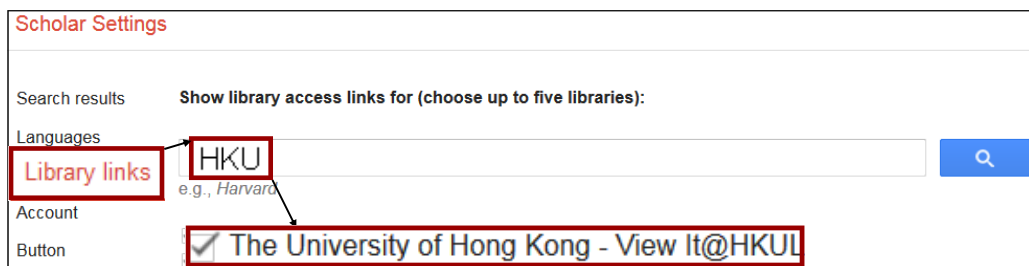 Scholar Settings
Search results
Show library access links for (choose up to five libraries):
Languages
Library links
HKU
e.g., Harvard
Account
Button
The University of Hong Kong - View It@HKUL